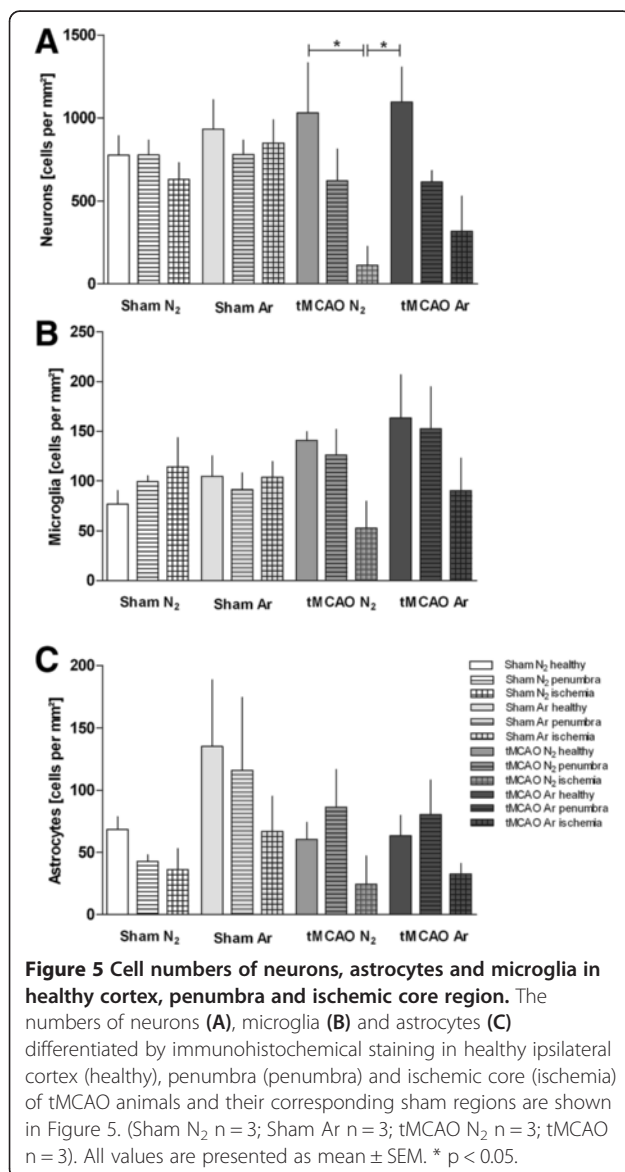 A
* *
1500
1000
500
0
Neurons [cells per mm²]
Sham N₂ Sham Ar tMCAO N₂ tMCAO Ar
B
250
200
150
100
50
0
Microglia [cells per mm²]
Sham N₂ Sham Ar tMCAO N₂ tMCAO Ar
C
200
150
100
50
0
Astrocytes [cells per mm²]
Sham N₂ Sham Ar tMCAO N₂ tMCAO Ar
Sham N₂ healthy
Sham N₂ penumbra
Sham N₂ ischemia
Sham Ar healthy
Sham Ar penumbra
Sham Ar ischemia
tMCAO N₂ healthy
tMCAO N₂ penumbra
tMCAO N₂ ischemia
tMCAO Ar healthy
tMCAO Ar penumbra
tMCAO Ar ischemia
Figure 5 Cell numbers of neurons, astrocytes and microglia in
healthy cortex, penumbra and ischemic core region. The
numbers of neurons (A), microglia (B) and astrocytes (C)
differentiated by immunohistochemical staining in healthy ipsilateral
cortex (healthy), penumbra (penumbra) and ischemic core (ischemia)
of tMCAO animals and their corresponding sham regions are shown
in Figure 5. (Sham N₂ n = 3; Sham Ar n = 3; tMCAO N₂ n = 3; tMCAO
n = 3). All values are presented as mean ± SEM. * p < 0.05.